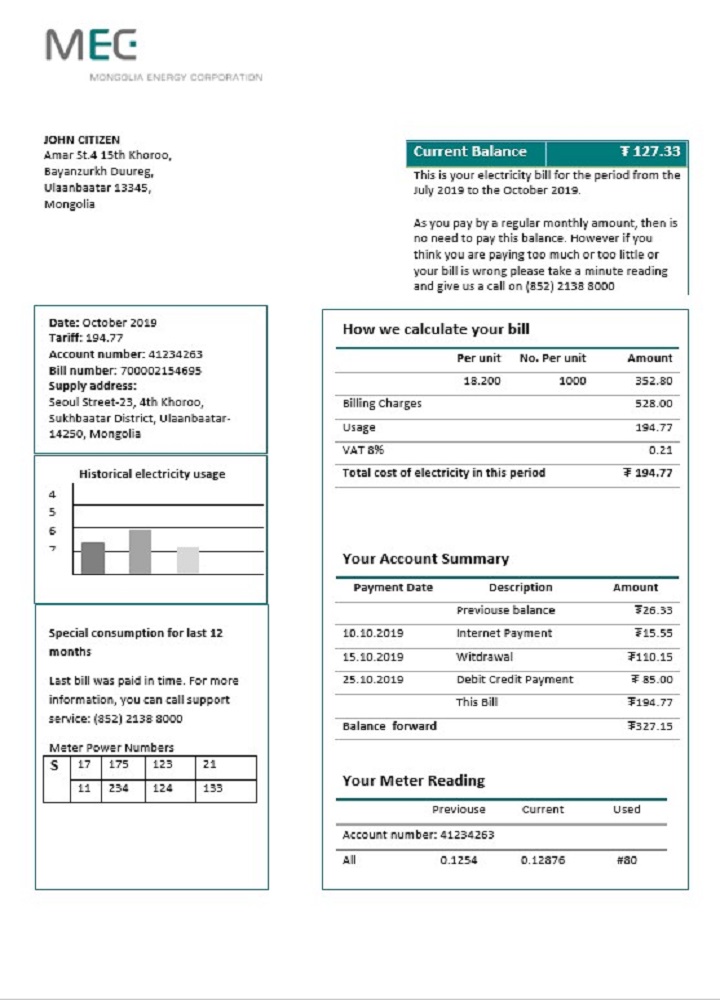 MEC
MONGOLIA ENERGY CORPORATION
JOHN CITIZEN
Amar St.4 15th Khoroo,
Bayanzurkh Duureg,
Ulaanbaatar 13345,
Mongolia
Current Balance ₮ 127.33
This is your electricity bill for the period from the
July 2019 to the October 2019.
As you pay by a regular monthly amount, then is
no need to pay this balance. However if you
think you are paying too much or too little or
your bill is wrong please take a minute reading
and give us a call on (852) 2138 8000
Date: October 2019
Tariff: 194.77
Account number: 41234263
Bill number: 700002154695
Supply address:
Seoul Street-23, 4th Khoroo,
Sukhbaatar District, Ulaanbaatar-
14250, Mongolia
Historical electricity usage
4
5
6
7
Special consumption for last 12
months
Last bill was paid in time. For more
information, you can call support
service: (852) 2138 8000
Meter Power Numbers
S 17 175 123 21
11 234 124 133
How we calculate your bill
Per unit No. Per unit Amount
18.200 1000 352.80
Billing Charges 528.00
Usage 194.77
VAT 8% 0.21
Total cost of electricity in this period ₮ 194.77
Your Account Summary
Payment Date Description Amount
Previouse balance ₮26.33
10.10.2019 Internet Payment ₮15.55
15.10.2019 Witdrawal ₮110.15
25.10.2019 Debit Credit Payment ₮ 85.00
This Bill ₮194.77
Balance forward ₮327.15
Your Meter Reading
Previouse Current Used
Account number: 41234263
All 0.1254 0.12876 #80